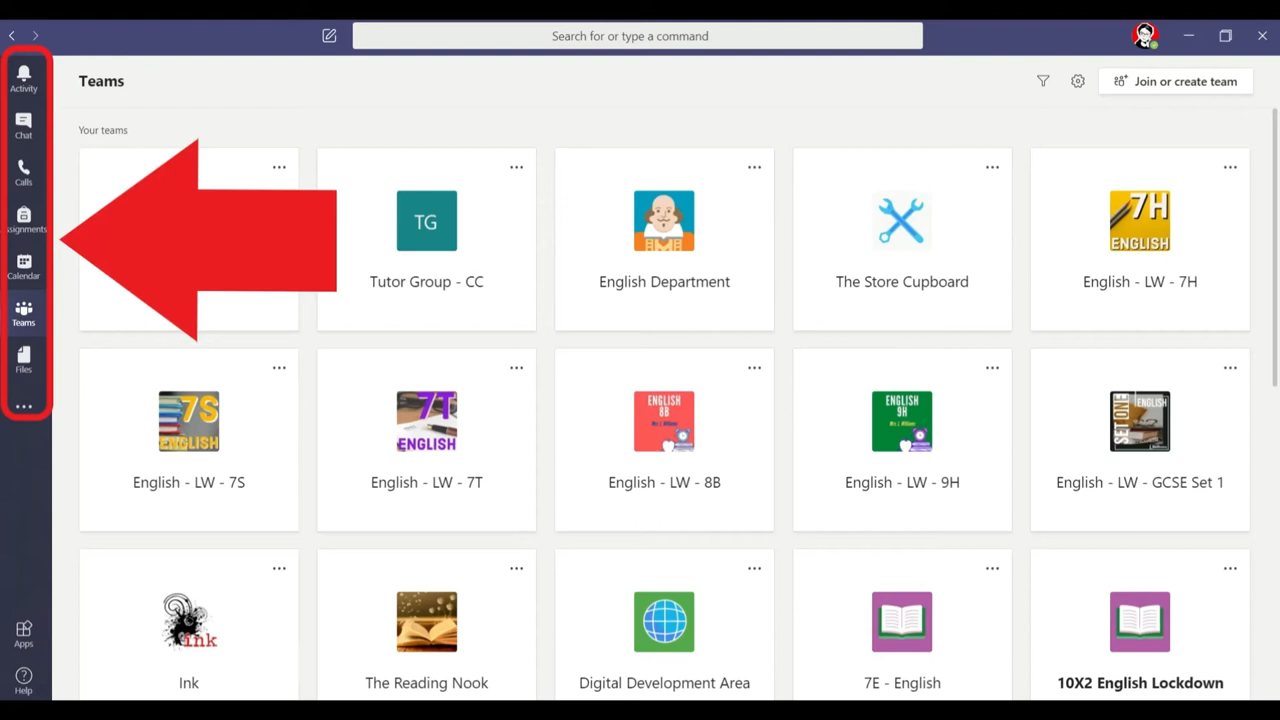 Search for or type a command
Activity
Chat
Calls
ssignments
Calendar
Teams
Files
Apps
Help
Teams
Join or create team
Your teams
TG
Tutor Group - CC
English Department
The Store Cupboard
7H
ENGLISH
English - LW - 7H
7S
ENGLISH
English - LW - 7S
7T
ENGLISH
English - LW - 7T
ENGLISH
8B
English - LW - 8B
ENGLISH
9H
English - LW - 9H
SET ONE
ENGLISH
English - LW - GCSE Set 1
ink
Ink
The Reading Nook
Digital Development Area
7E - English
10X2 English Lockdown